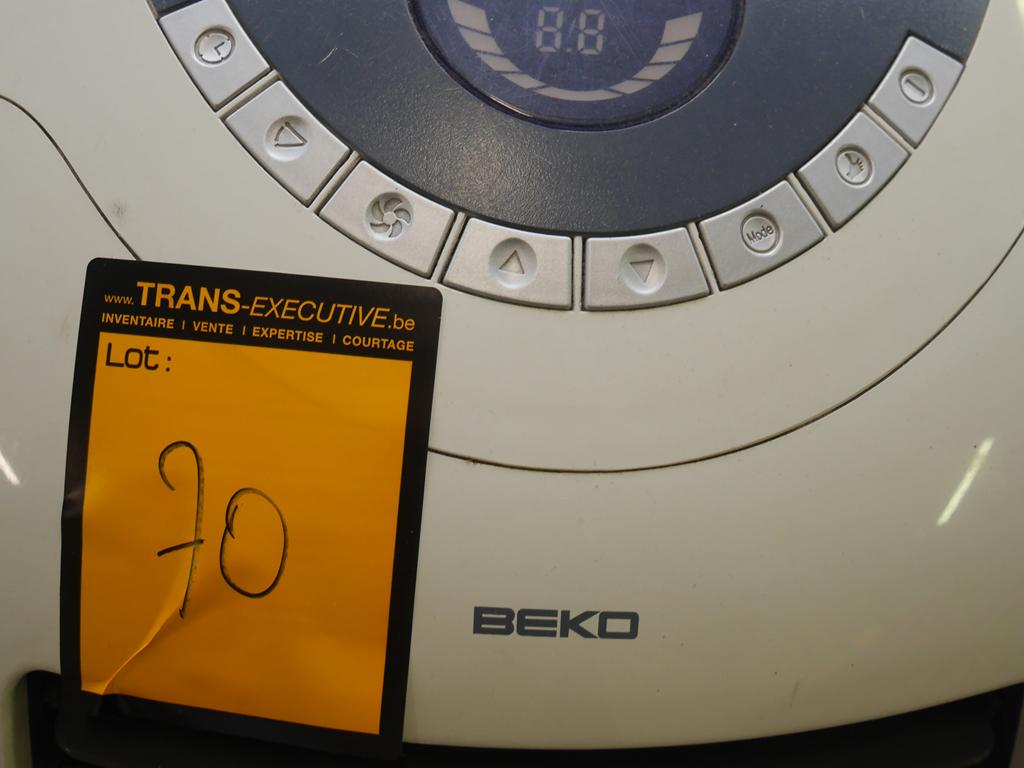 8.8
Mode
www.TRANS-EXECUTIVE.be
INVENTAIRE | VENTE | EXPERTISE | COURTAGE
Lot:
70
BEKO